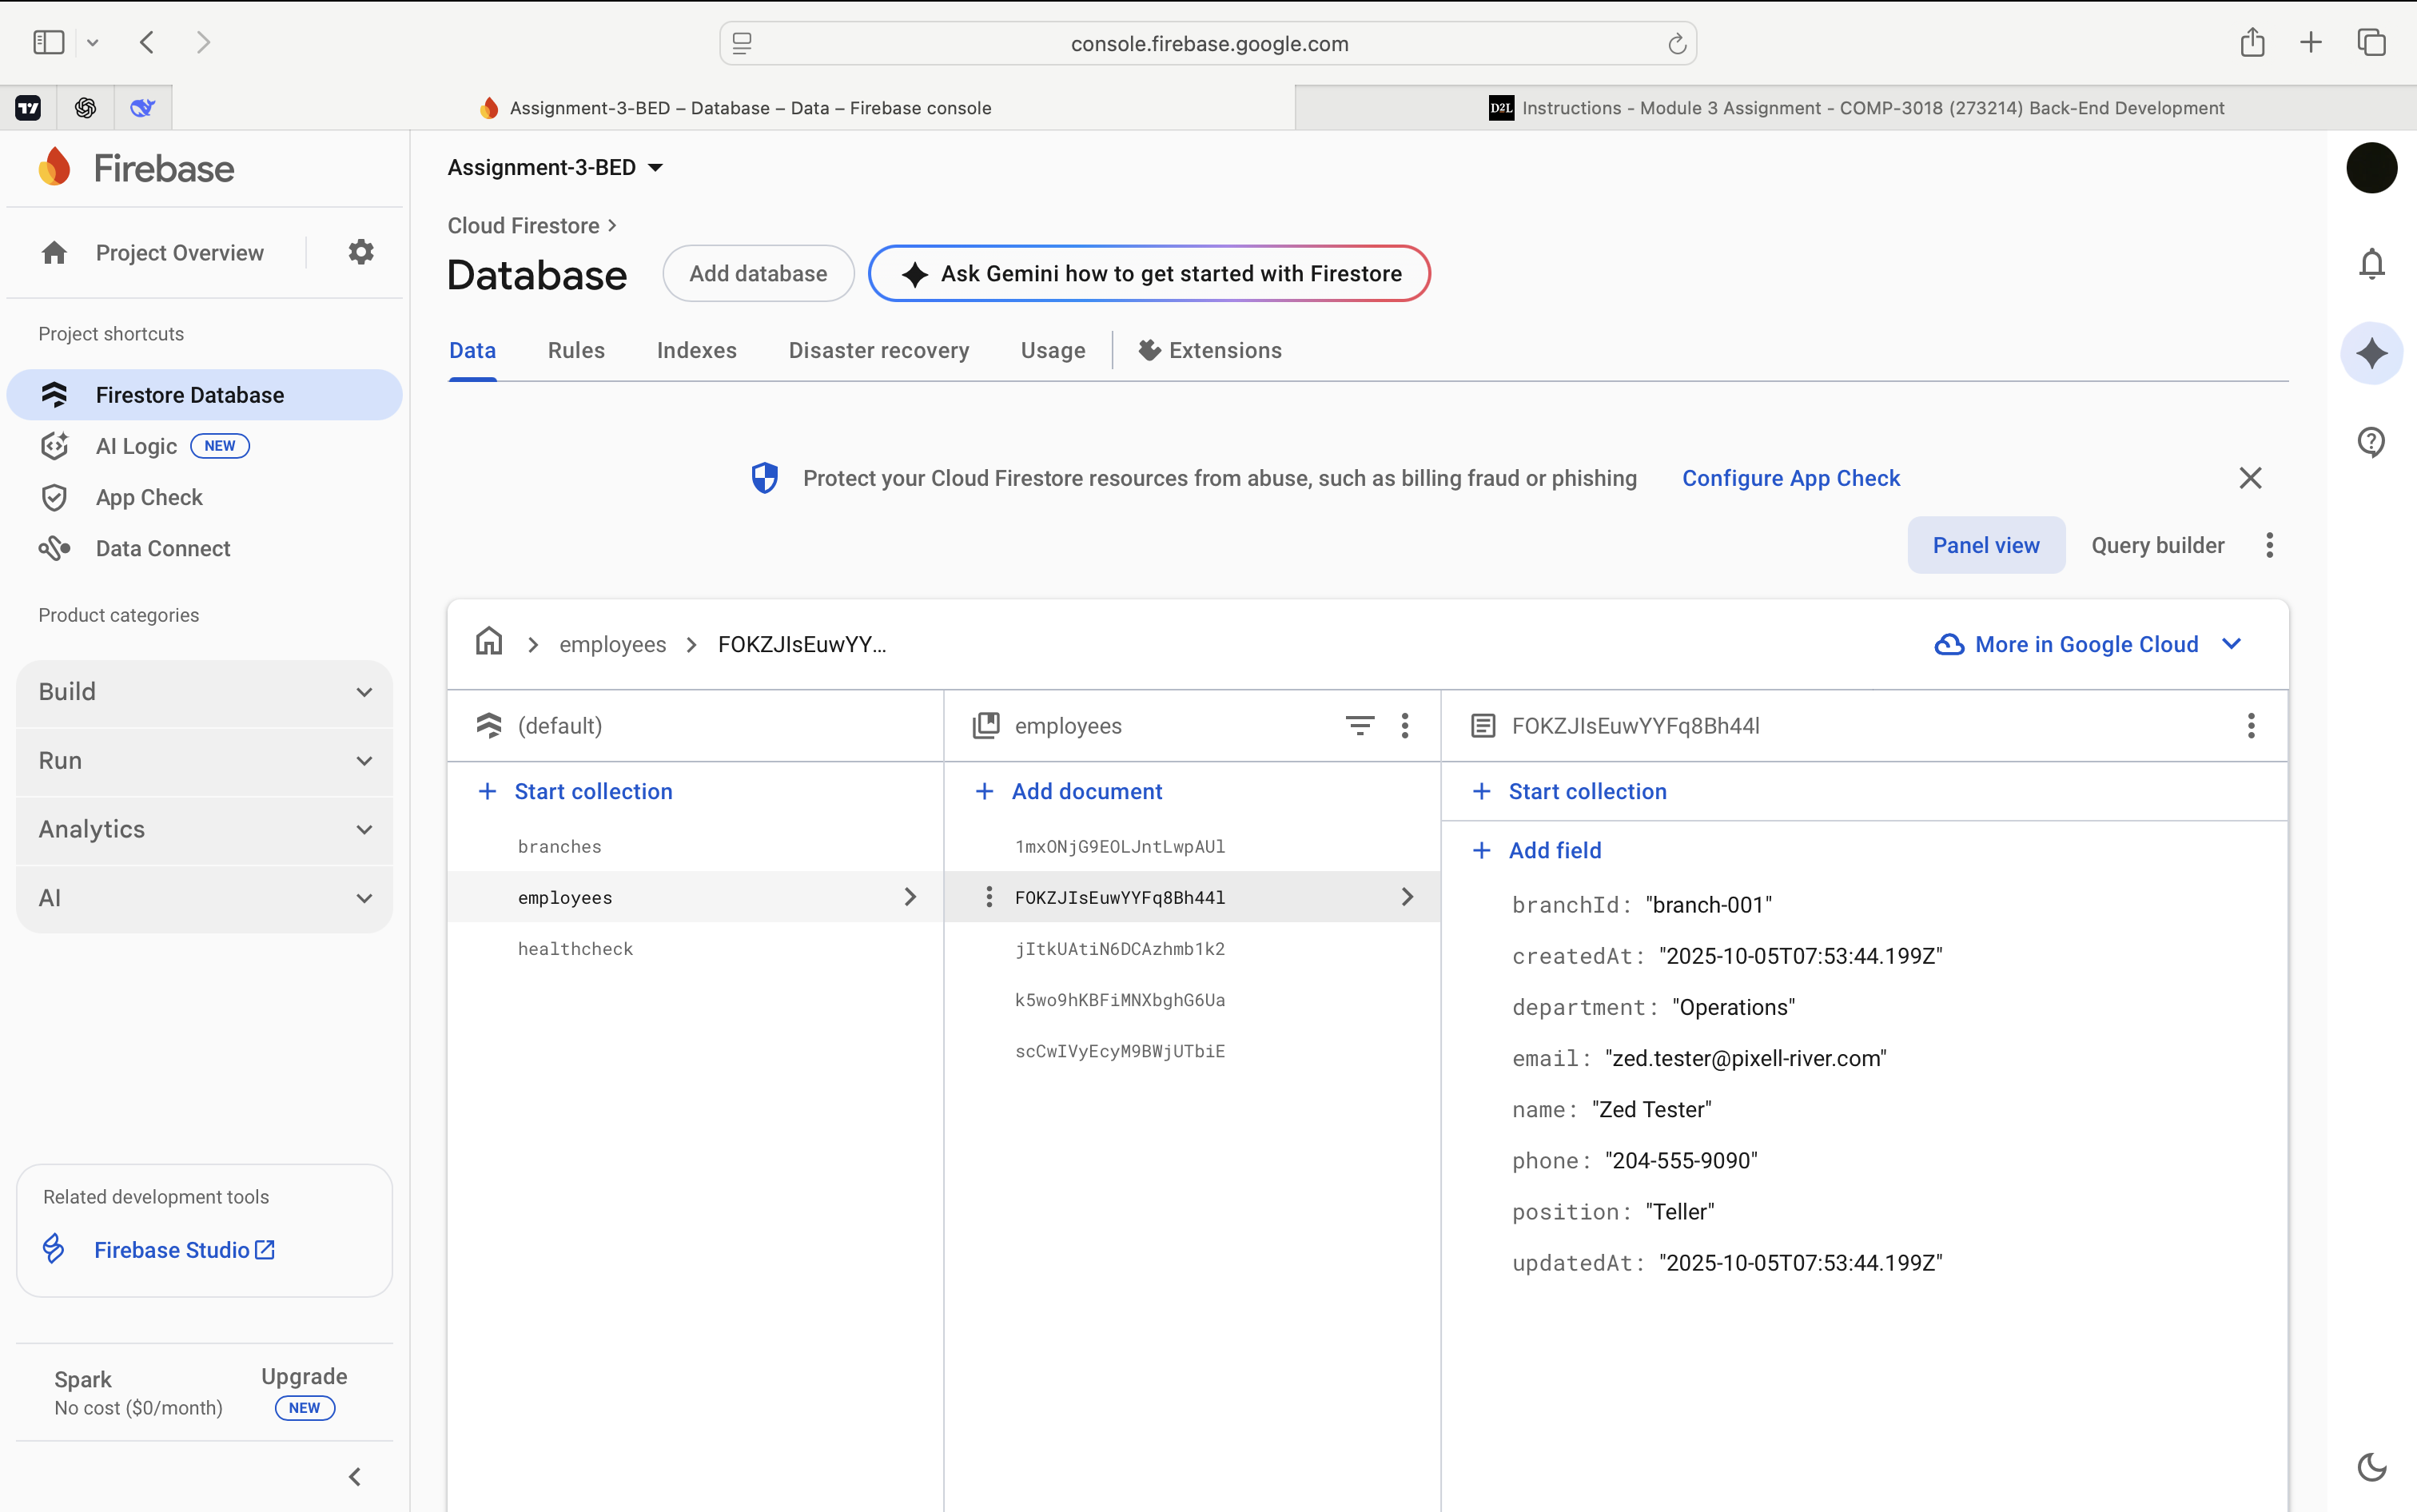 console.firebase.google.com
Assignment-3-BED – Database – Data – Firebase console
D2L Instructions - Module 3 Assignment - COMP-3018 (273214) Back-End Development
Firebase
Project Overview
Project shortcuts
Firestore Database
AI Logic NEW
App Check
Data Connect
Product categories
Build
Run
Analytics
AI
Related development tools
Firebase Studio
Spark
No cost ($0/month)
Upgrade
NEW
Assignment-3-BED
Cloud Firestore
Database
Add database
Ask Gemini how to get started with Firestore
Data Rules Indexes Disaster recovery Usage Extensions
Protect your Cloud Firestore resources from abuse, such as billing fraud or phishing Configure App Check
Panel view Query builder
employees FOKZJIsEuwYY...
More in Google Cloud
(default)
Start collection
branches
employees
healthcheck
employees
Add document
1mxONjG9EOLJntLwpAUl
FOKZJIsEuwYYFq8Bh44l
jItkUAtiN6DCAzhmb1k2
k5wo9hKBFiMNXbghG6Ua
scCwIVyEcyM9BWjUTbiE
FOKZJIsEuwYYFq8Bh44l
Start collection
Add field
branchId: "branch-001"
createdAt: "2025-10-05T07:53:44.199Z"
department: "Operations"
email: "zed.tester@pixell-river.com"
name: "Zed Tester"
phone: "204-555-9090"
position: "Teller"
updatedAt: "2025-10-05T07:53:44.199Z"